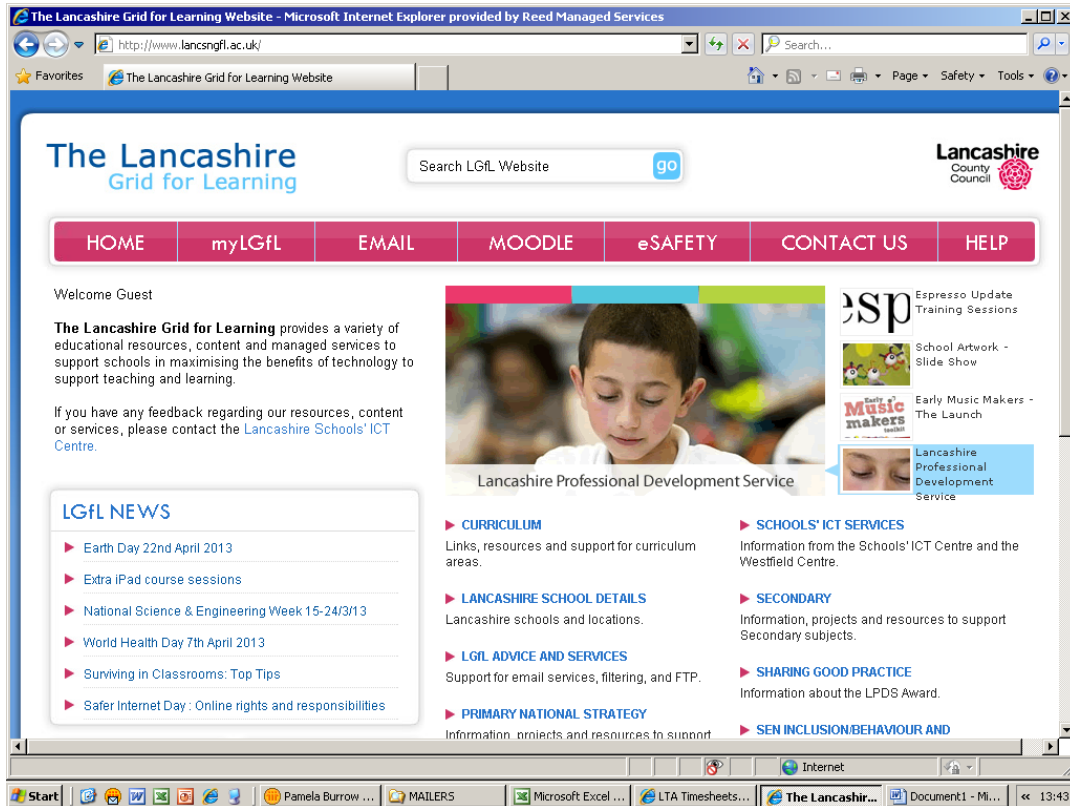 The Lancashire Grid for Learning Website - Microsoft Internet Explorer provided by Reed Managed Services
http://www.lancsngfl.ac.uk/
Search...
Favorites
The Lancashire Grid for Learning Website
Page
Safety
Tools
The Lancashire
Grid for Learning
Search LGfL Website
go
Lancashire
County
Council
HOME
myLGfL
EMAIL
MOODLE
eSAFETY
CONTACT US
HELP
Welcome Guest
The Lancashire Grid for Learning provides a variety of
educational resources, content and managed services to
support schools in maximising the benefits of technology to
support teaching and learning.
If you have any feedback regarding our resources, content
or services, please contact the Lancashire Schools' ICT
Centre.
Lancashire Professional Development Service
esp
Espresso Update
Training Sessions
School Artwork -
Slide Show
Early
Music
makers
toolkit
Early Music Makers -
The Launch
Lancashire
Professional
Development
Service
LGfL NEWS
Earth Day 22nd April 2013
Extra iPad course sessions
National Science & Engineering Week 15-24/3/13
World Health Day 7th April 2013
Surviving in Classrooms: Top Tips
Safer Internet Day : Online rights and responsibilities
CURRICULUM
Links, resources and support for curriculum
areas.
LANCASHIRE SCHOOL DETAILS
Lancashire schools and locations.
LGfL ADVICE AND SERVICES
Support for email services, filtering, and FTP.
PRIMARY NATIONAL STRATEGY
Information, projects and resources to support
SCHOOLS' ICT SERVICES
Information from the Schools' ICT Centre and the
Westfield Centre.
SECONDARY
Information, projects and resources to support
Secondary subjects.
SHARING GOOD PRACTICE
Information about the LPDS Award.
SEN INCLUSION/BEHAVIOUR AND
Internet
Start
Pamela Burrow ...
MAILERS
Microsoft Excel ...
LTA Timesheets...
The Lancashir...
Document1 - Mi...
13:43